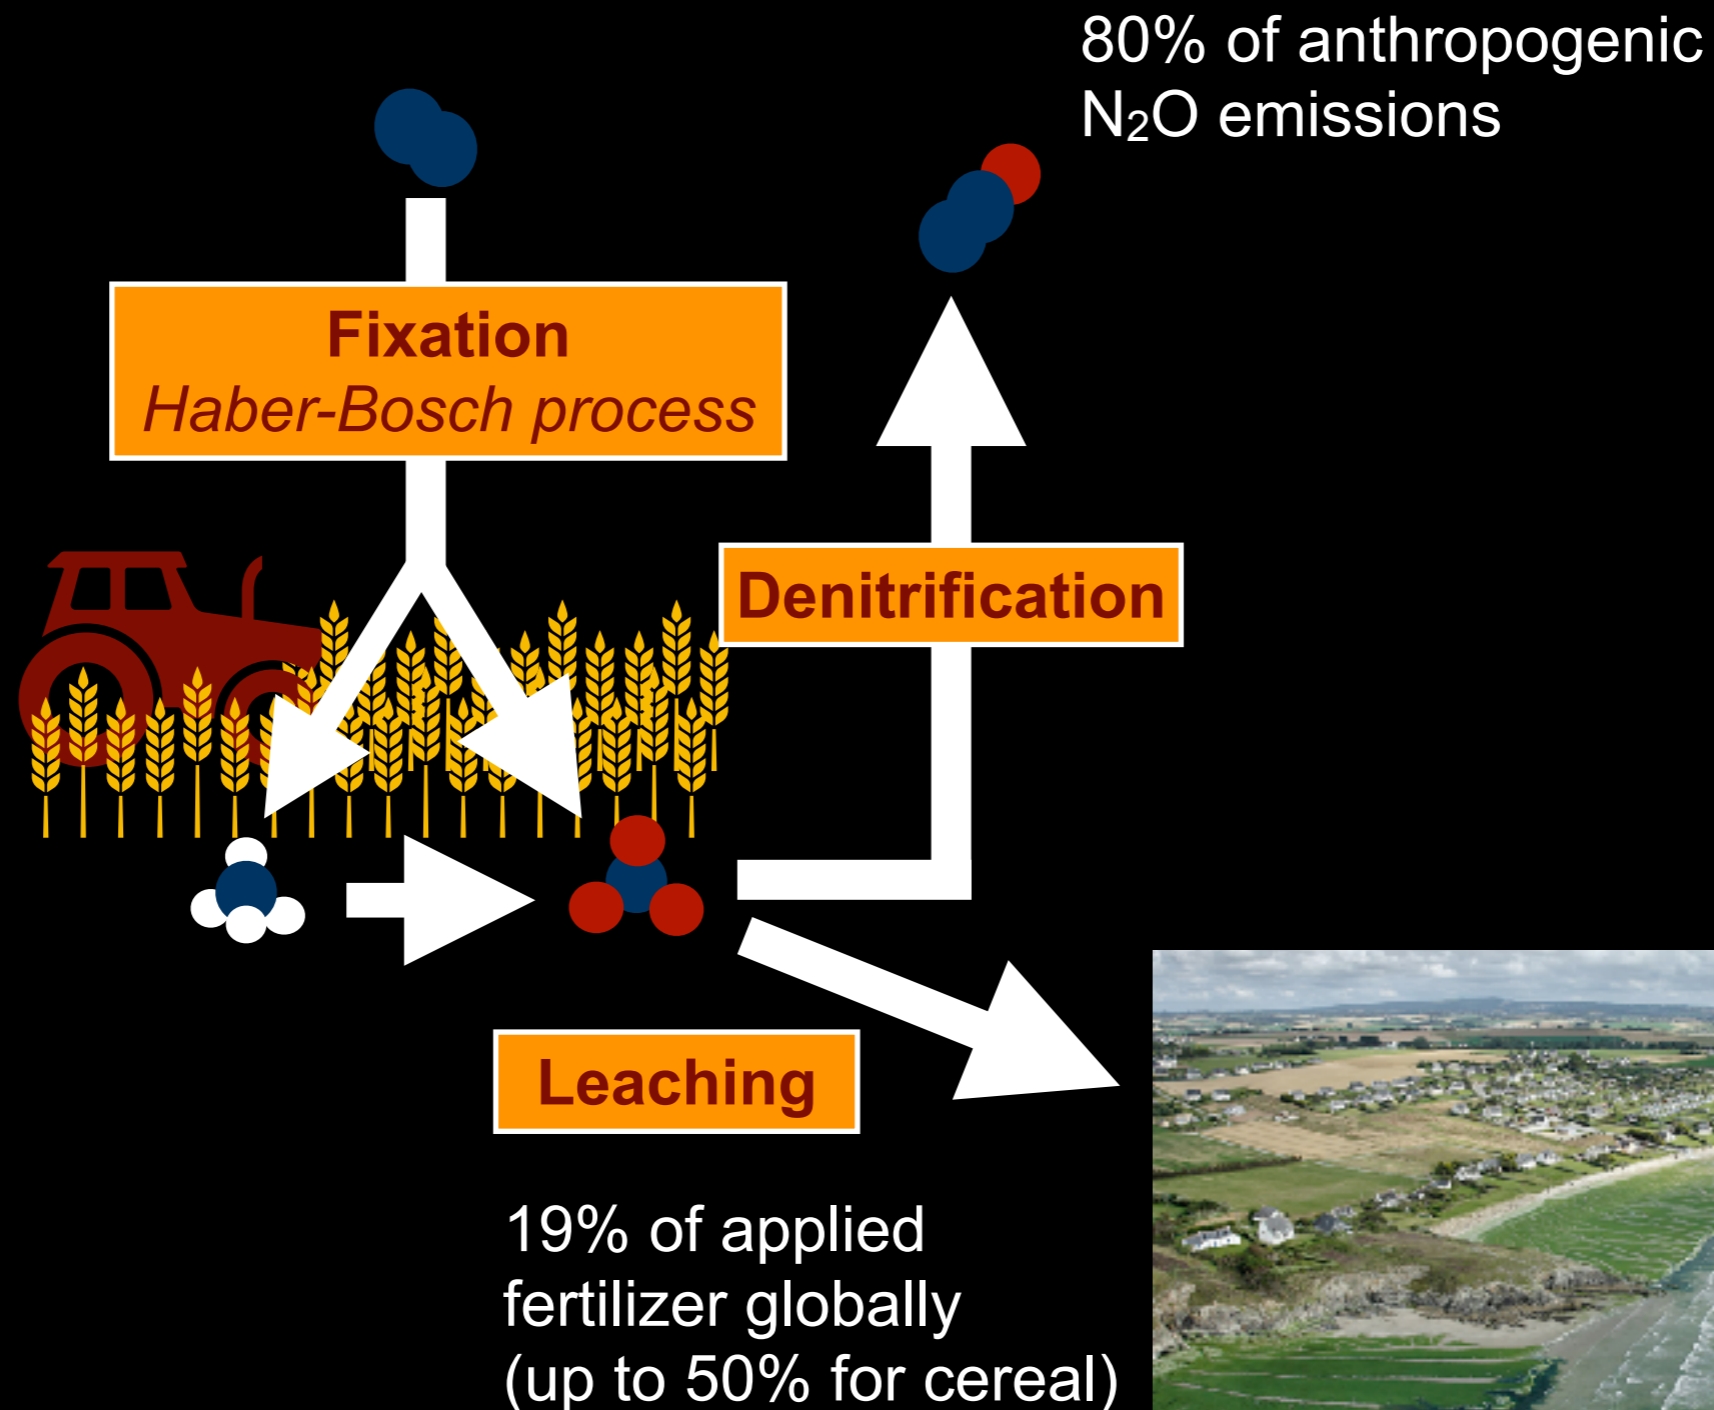 80% of anthropogenic
N₂O emissions
Fixation
Haber-Bosch process
Denitrification
Leaching
19% of applied
fertilizer globally
(up to 50% for cereal)